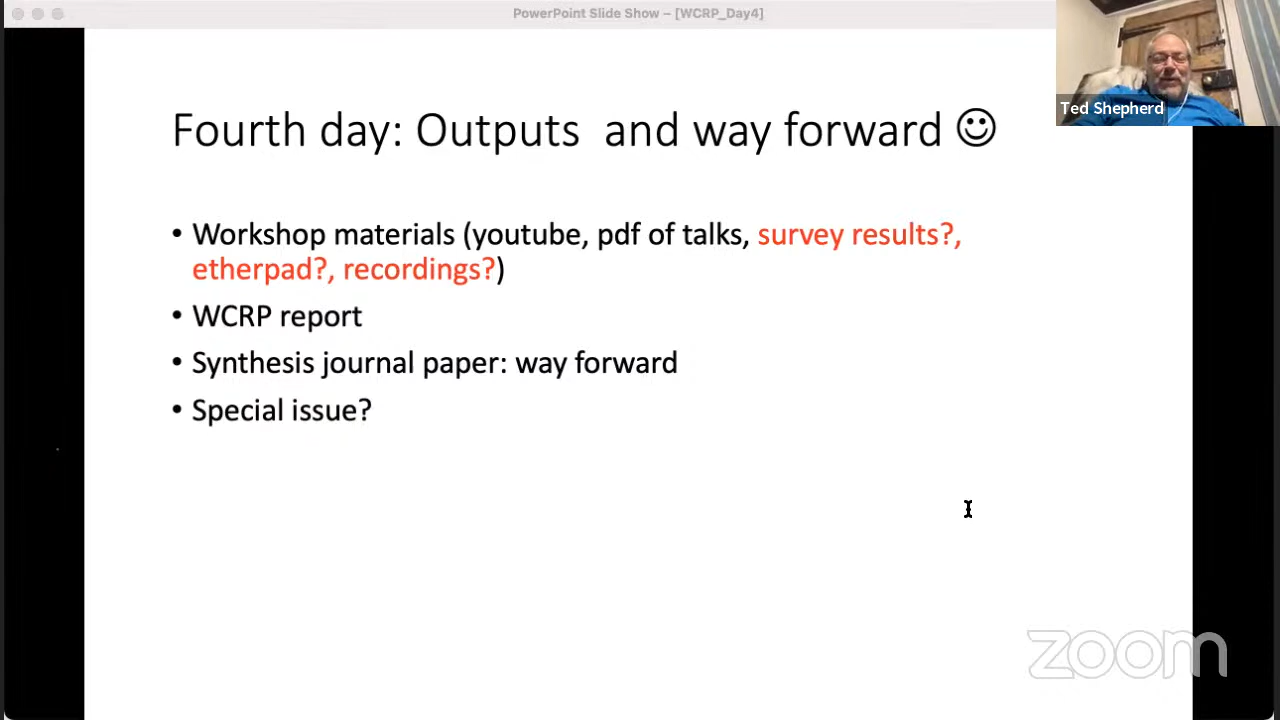 PowerPoint Slide Show – [WCRP_Day4]
Ted Shepherd
Fourth day: Outputs and way forward ☺
• Workshop materials (youtube, pdf of talks, survey results?,
etherpad?, recordings?)
• WCRP report
• Synthesis journal paper: way forward
• Special issue?
zoom